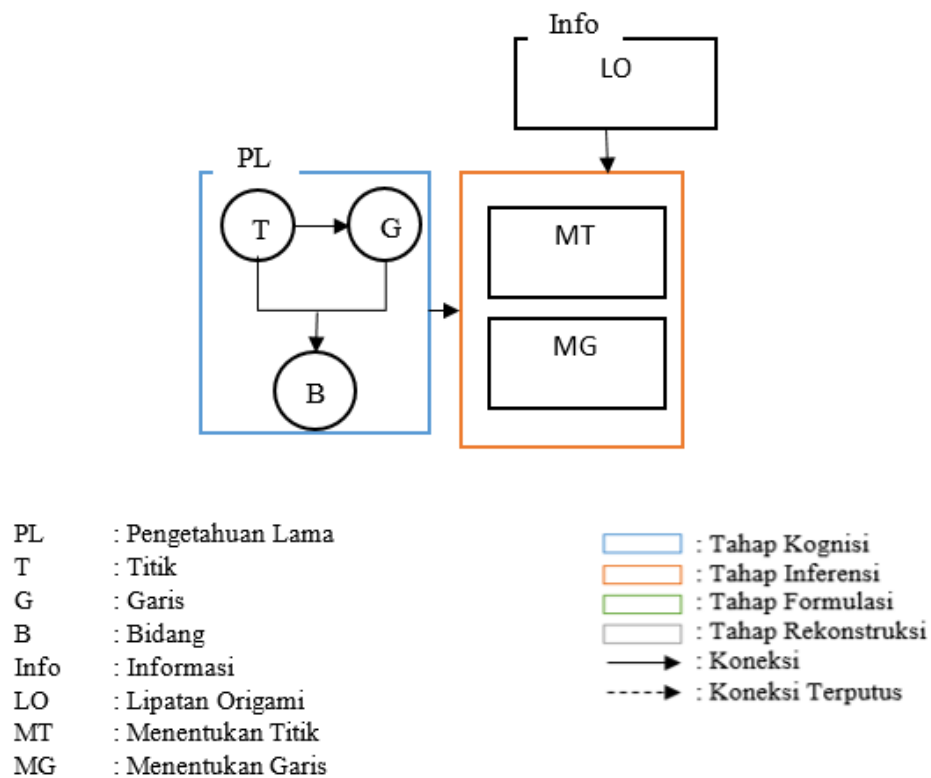 Info
LO
PL
T
G
MT
MG
B
PL : Pengetahuan Lama
T : Titik
G : Garis
B : Bidang
Info : Informasi
LO : Lipatan Origami
MT : Menentukan Titik
MG : Menentukan Garis
: Tahap Kognisi
: Tahap Inferensi
: Tahap Formulasi
: Tahap Rekonstruksi
: Koneksi
: Koneksi Terputus